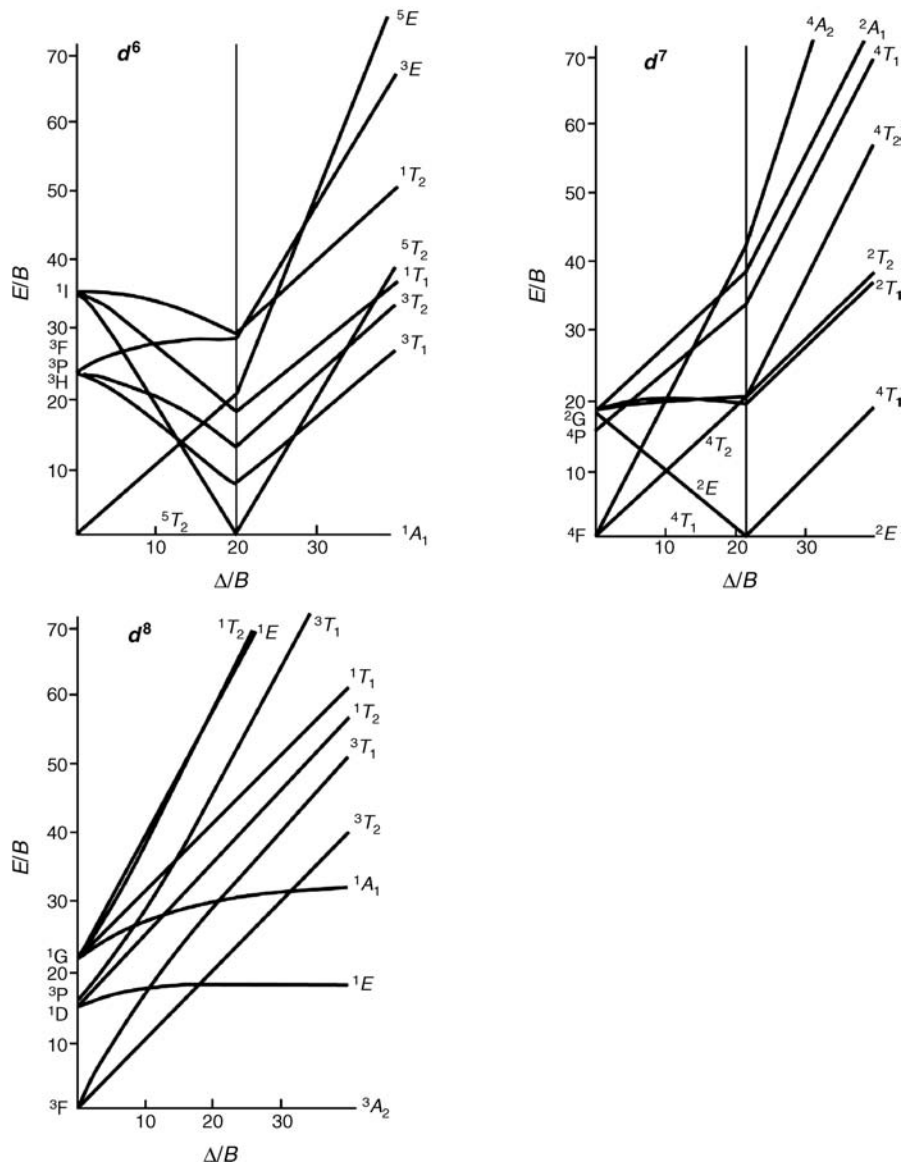 d⁶
E/B
70
60
50
40
¹I
30
³F
³P
³H
20
10
⁵E
³E
¹T₂
⁵T₂
¹T₁
³T₂
³T₁
⁵T₂
¹A₁
10 20 30
Δ/B
d⁷
E/B
70
60
50
40
30
20
²G
⁴P
10
⁴F
⁴A₂
²A₁
⁴T₁
⁴T₂
²T₂
²T₁
⁴T₁
⁴T₂
²E
⁴T₁
²E
10 20 30
Δ/B
d⁸
E/B
70
60
50
40
30
¹G
20
³P
¹D
10
³F
¹T₂ ¹E
³T₁
¹T₁
¹T₂
³T₁
³T₂
¹A₁
¹E
³A₂
10 20 30
Δ/B